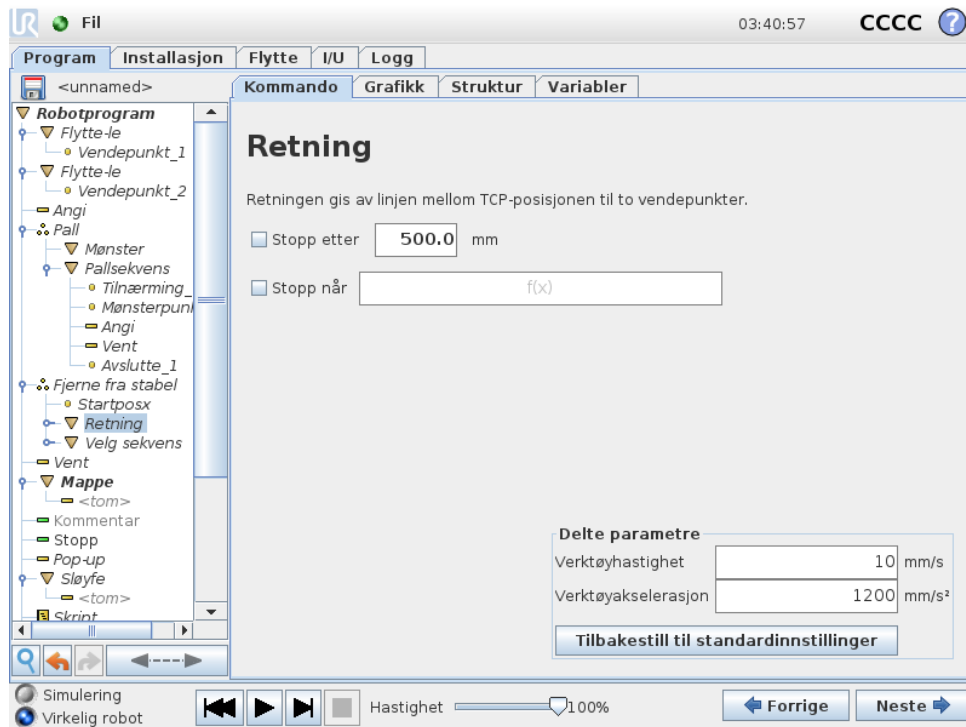 UR Fil 03:40:57 CCCC ?
Program Installasjon Flytte I/U Logg
<unnamed>
Kommando Grafikk Struktur Variabler
Robotprogram
Flytte-le
Vendepunkt_1
Flytte-le
Vendepunkt_2
Angi
Pall
Mønster
Pallsekvens
Tilnærming_
Mønsterpun
Angi
Vent
Avslutte_1
Fjerne fra stabel
Startposx
Retning
Velg sekvens
Vent
Mappe
<tom>
Kommentar
Stopp
Pop-up
Sløyfe
<tom>
Skript
Retning
Retningen gis av linjen mellom TCP-posisjonen til to vendepunkter.
Stopp etter 500.0 mm
Stopp når f(x)
Delte parametre
Verktøyhastighet 10 mm/s
Verktøyakselerasjon 1200 mm/s²
Tilbakestill til standardinnstillinger
Simulering
Virkelig robot
Hastighet 100%
Forrige Neste